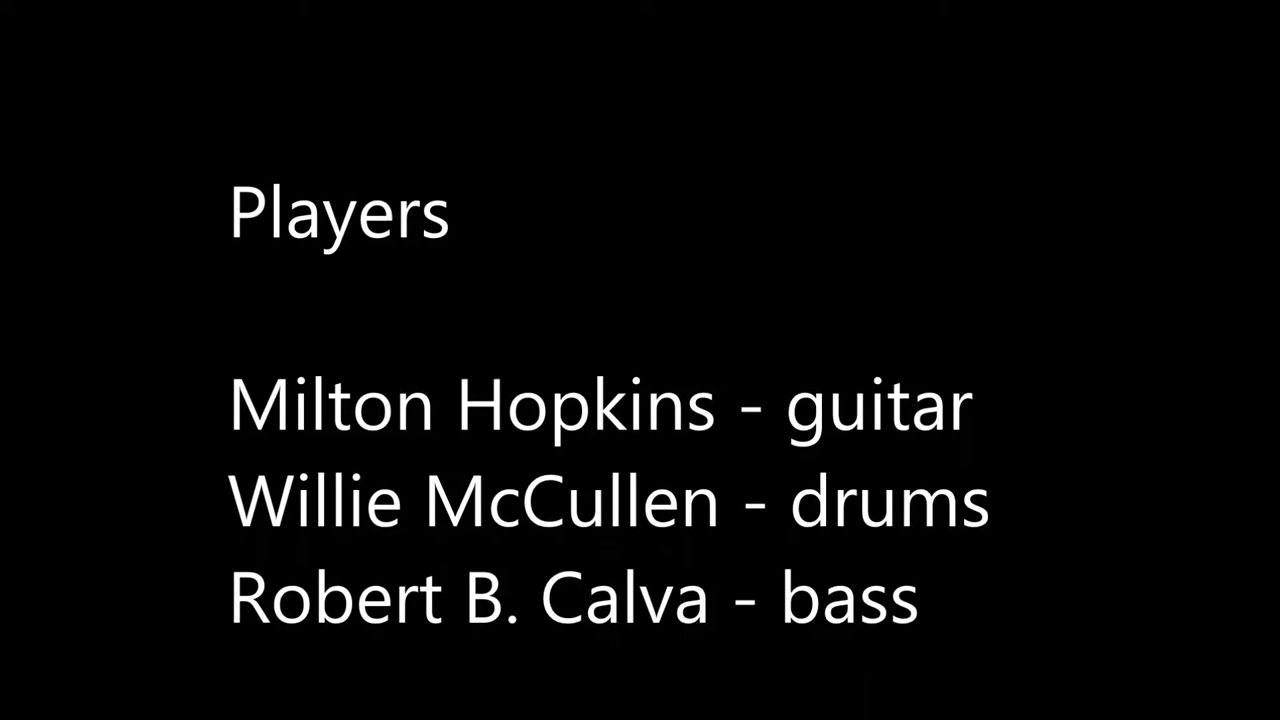 Players
Milton Hopkins - guitar
Willie McCullen - drums
Robert B. Calva - bass